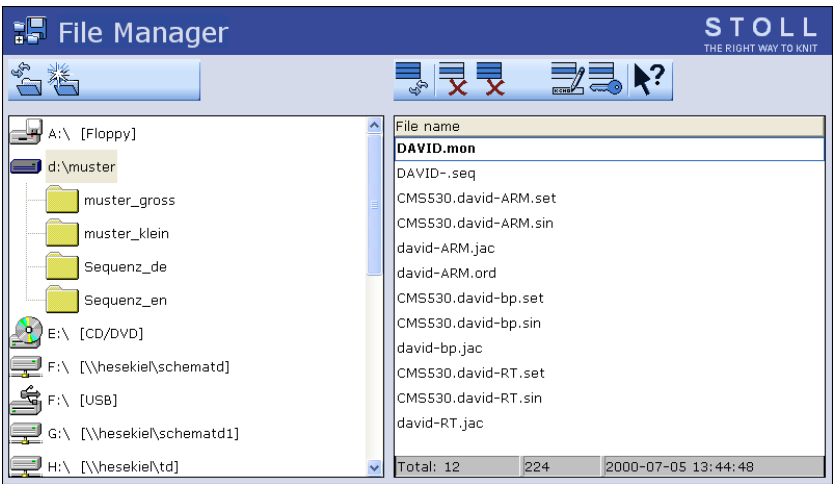 File Manager
STOLL
THE RIGHT WAY TO KNIT
A:\ [Floppy]
d:\muster
muster_gross
muster_klein
Sequenz_de
Sequenz_en
E:\ [CD/DVD]
F:\ [\\hesekiel\schematd]
F:\ [USB]
G:\ [\\hesekiel\schematd1]
H:\ [\\hesekiel\td]
File name
DAVID.mon
DAVID-.seq
CMS530.david-ARM.set
CMS530.david-ARM.sin
david-ARM.jac
david-ARM.ord
CMS530.david-bp.set
CMS530.david-bp.sin
david-bp.jac
CMS530.david-RT.set
CMS530.david-RT.sin
david-RT.jac
Total: 12 224 2000-07-05 13:44:48